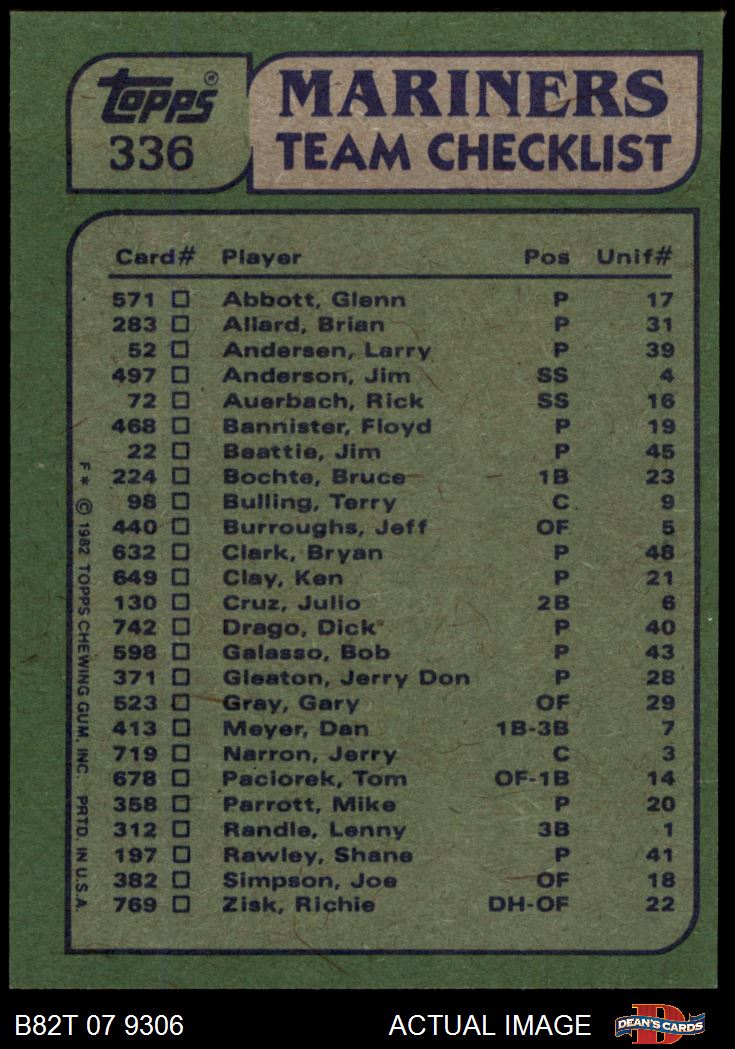 Topps®
336
MARINERS
TEAM CHECKLIST
Card# Player Pos Unif#
571 Abbott, Glenn P 17
283 Allard, Brian P 31
52 Andersen, Larry P 39
497 Anderson, Jim SS 4
72 Auerbach, Rick SS 16
468 Bannister, Floyd P 19
22 Beattie, Jim P 45
224 Bochte, Bruce 1B 23
98 Bulling, Terry C 9
440 Burroughs, Jeff OF 5
632 Clark, Bryan P 48
649 Clay, Ken P 21
130 Cruz, Julio 2B 6
742 Drago, Dick P 40
598 Galasso, Bob P 43
371 Gleaton, Jerry Don P 28
523 Gray, Gary OF 29
413 Meyer, Dan 1B-3B 7
719 Narron, Jerry C 3
678 Paciorek, Tom OF-1B 14
358 Parrott, Mike P 20
312 Randle, Lenny 3B 1
197 Rawley, Shane P 41
382 Simpson, Joe OF 18
769 Zisk, Richie DH-OF 22
F* © 1982 TOPPS CHEWING GUM, INC. PRTD. IN U.S.A.
B82T 07 9306 ACTUAL IMAGE
DEAN'S CARDS